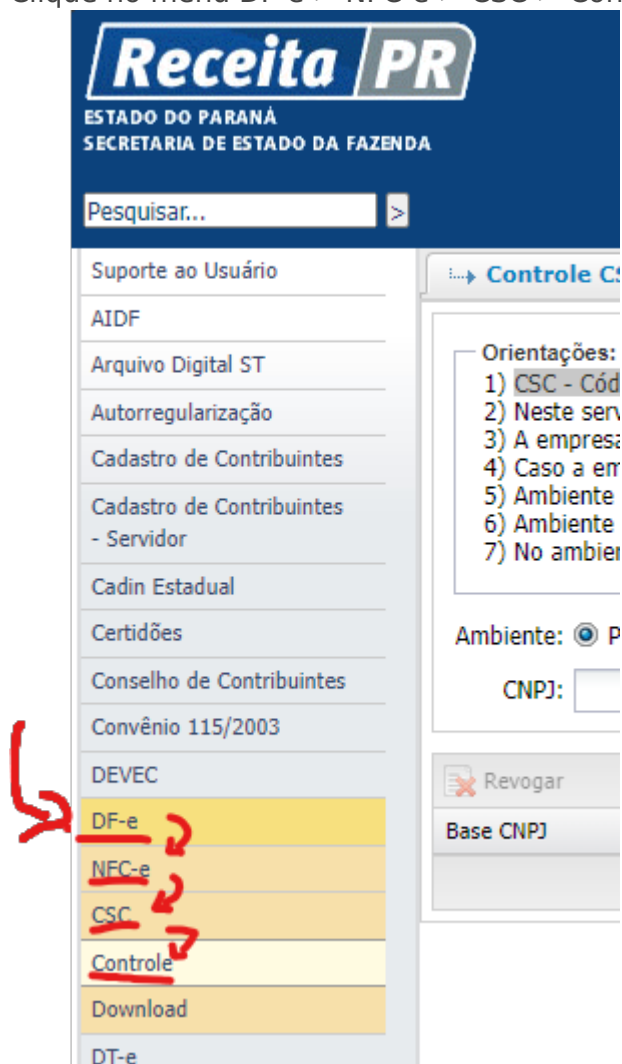 Receita PR
ESTADO DO PARANÁ
SECRETARIA DE ESTADO DA FAZENDA
Pesquisar... >
Suporte ao Usuário
AIDF
Arquivo Digital ST
Autorregularização
Cadastro de Contribuintes
Cadastro de Contribuintes
- Servidor
Cadin Estadual
Certidões
Conselho de Contribuintes
Convênio 115/2003
DEVEC
DF-e
NFC-e
CSC
Controle
Download
DT-e
Controle
Orientações:
1) CSC - Cód
2) Neste
3) A empresa
4) Caso a
5) Ambiente
6) Ambiente
7) No
Ambiente: P
CNPJ:
Revogar
Base CNPJ